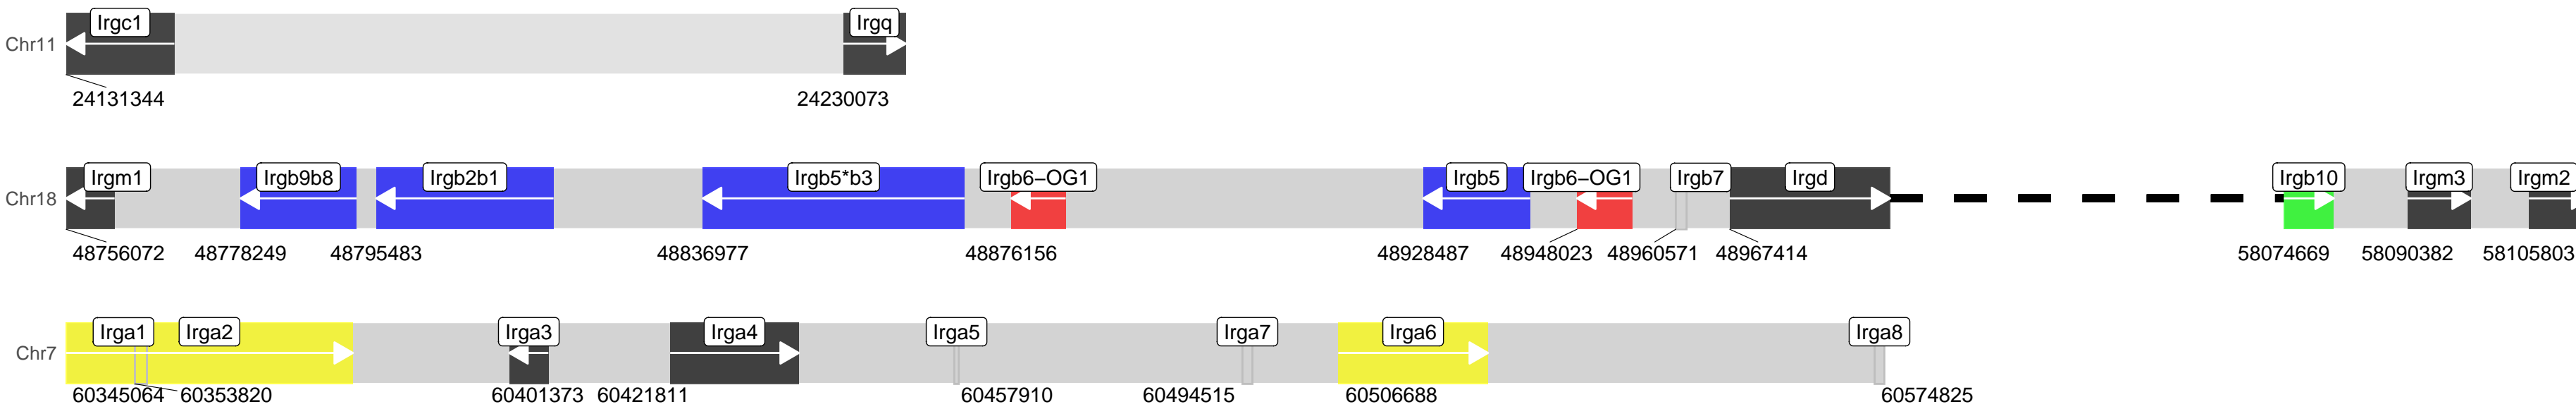 Irgc1 Irgq
Chr11
24131344 24230073
Irgm1 Irgb9b8 Irgb2b1 Irgb5*b3 Irgb6−OG1 Irgb5 Irgb6−OG1 Irgb7 Irgd Irgb10 Irgm3 Irgm2
Chr18
48756072 48778249 48795483 48836977 48876156 48928487 48948023 48960571 48967414 58074669 58090382 58105803
Irga1 Irga2 Irga3 Irga4 Irga5 Irga7 Irga6 Irga8
Chr7
60345064 60353820 60401373 60421811 60457910 60494515 60506688 60574825